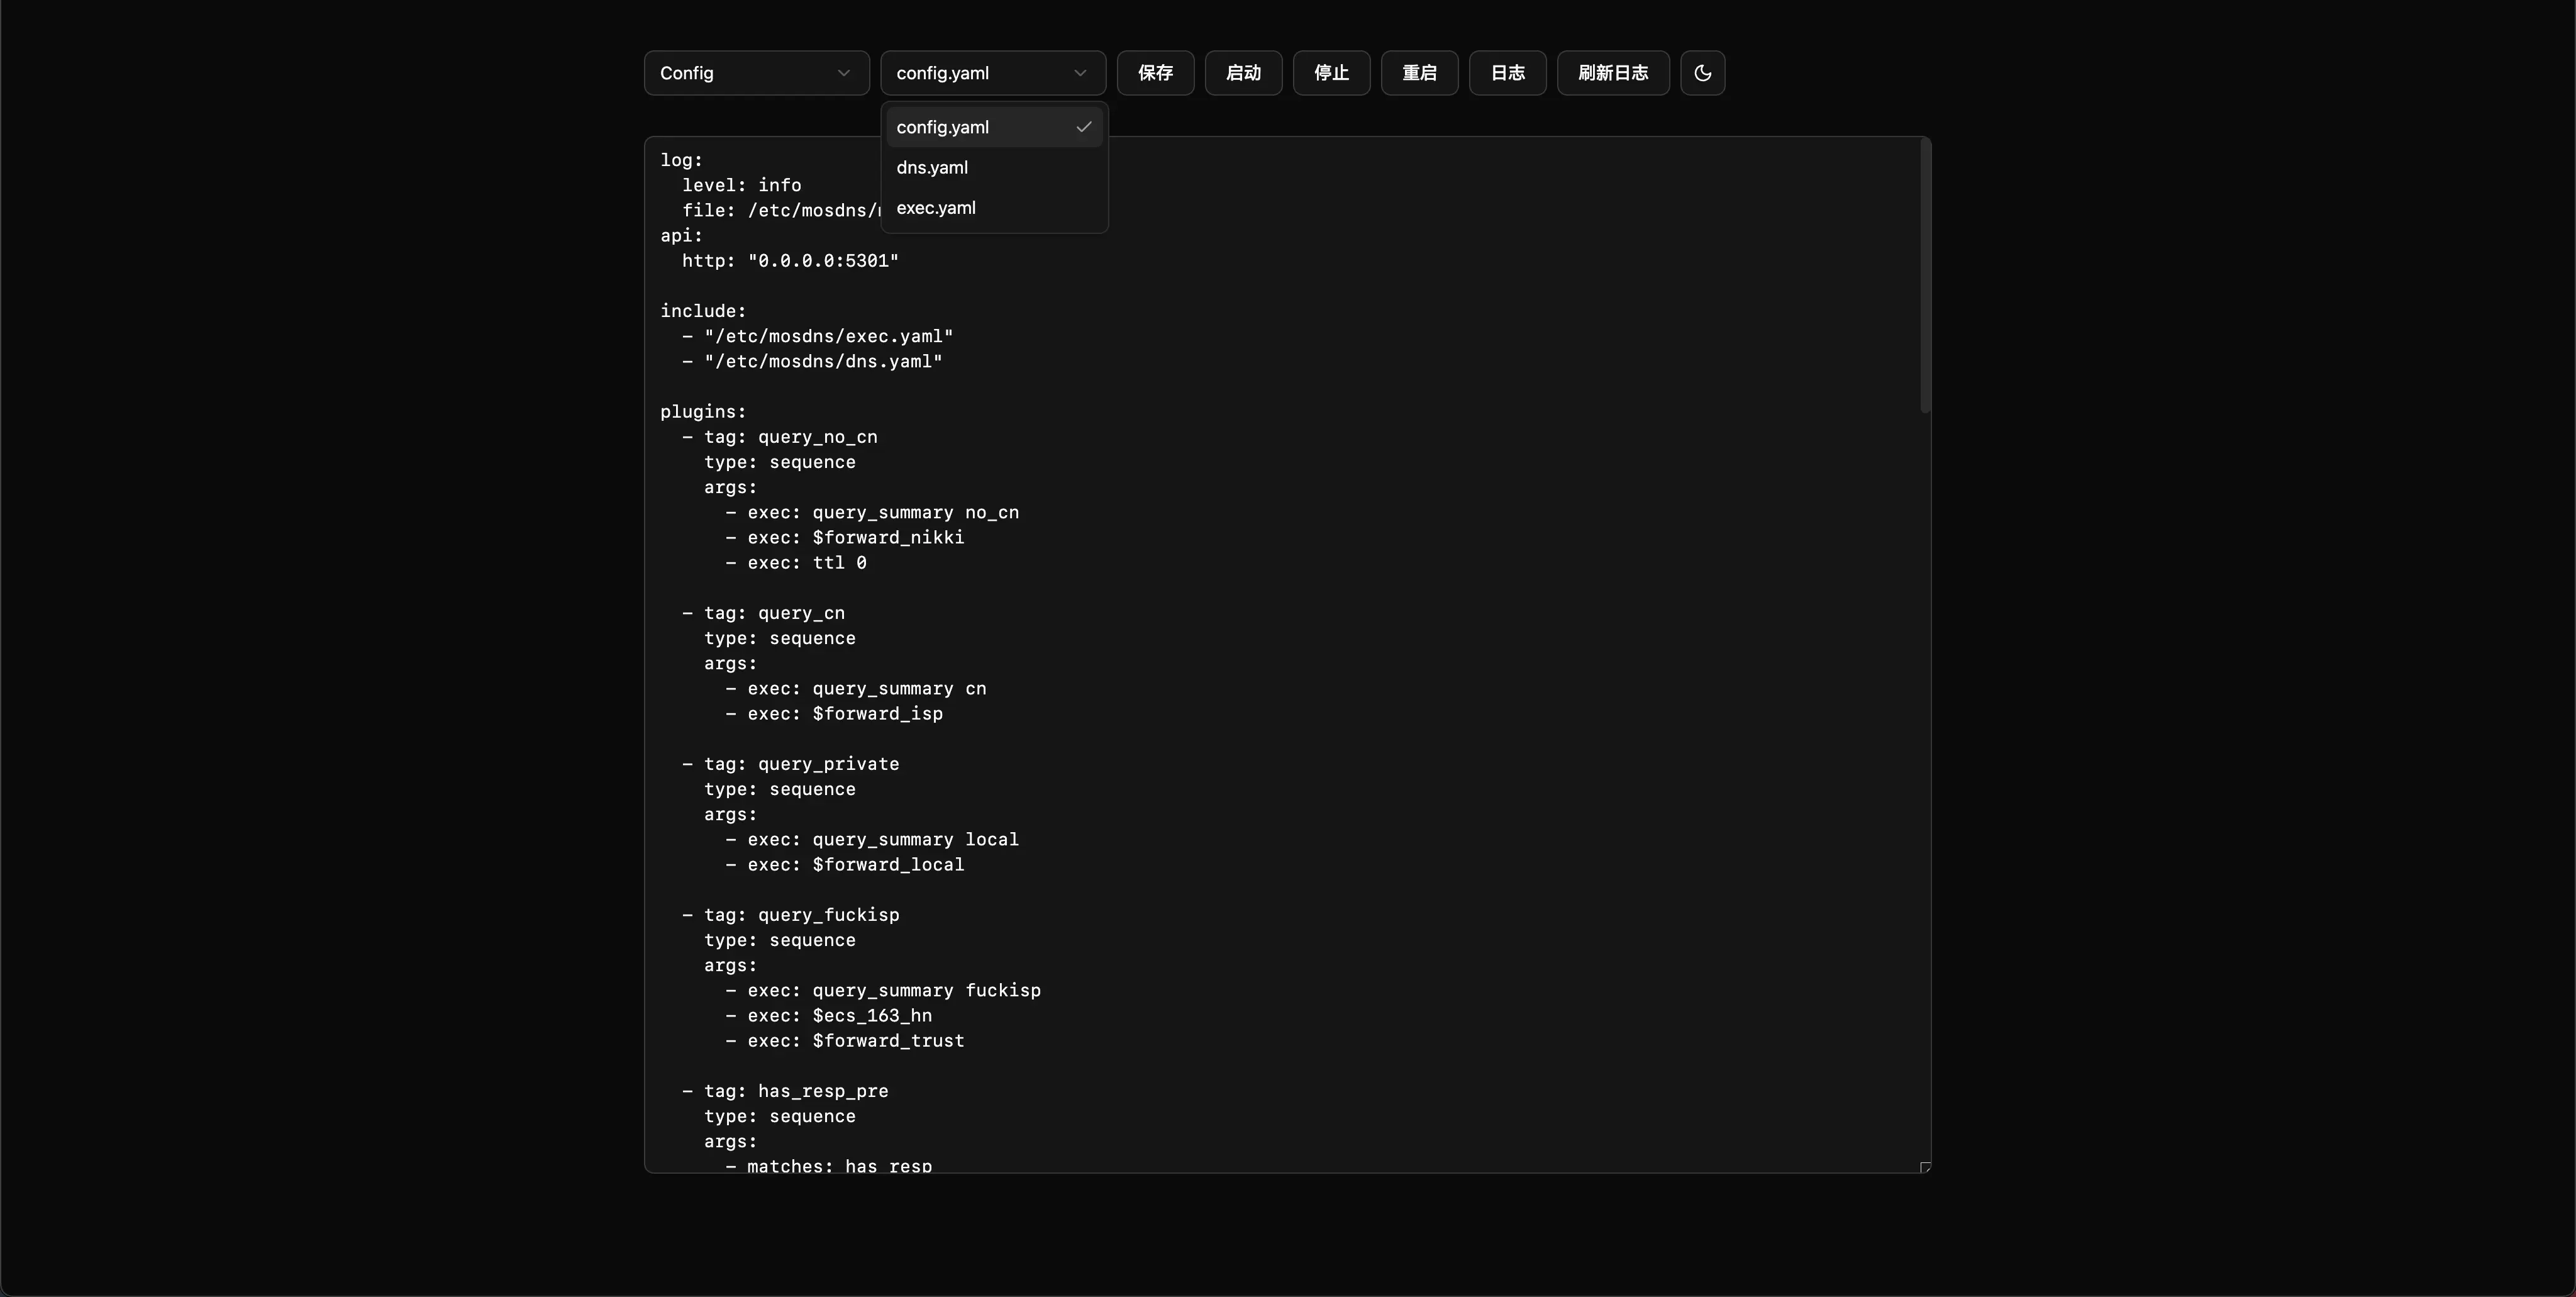 Config
config.yaml
保存
启动
停止
重启
日志
刷新日志
config.yaml
dns.yaml
exec.yaml
log:
  level: info
  file: /etc/mosdns/
api:
  http: "0.0.0.0:5301"
include:
  - "/etc/mosdns/exec.yaml"
  - "/etc/mosdns/dns.yaml"
plugins:
  - tag: query_no_cn
    type: sequence
    args:
      - exec: query_summary no_cn
      - exec: $forward_nikki
      - exec: ttl 0
  - tag: query_cn
    type: sequence
    args:
      - exec: query_summary cn
      - exec: $forward_isp
  - tag: query_private
    type: sequence
    args:
      - exec: query_summary local
      - exec: $forward_local
  - tag: query_fuckisp
    type: sequence
    args:
      - exec: query_summary fuckisp
      - exec: $ecs_163_hn
      - exec: $forward_trust
  - tag: has_resp_pre
    type: sequence
    args:
      - matches: has_resp